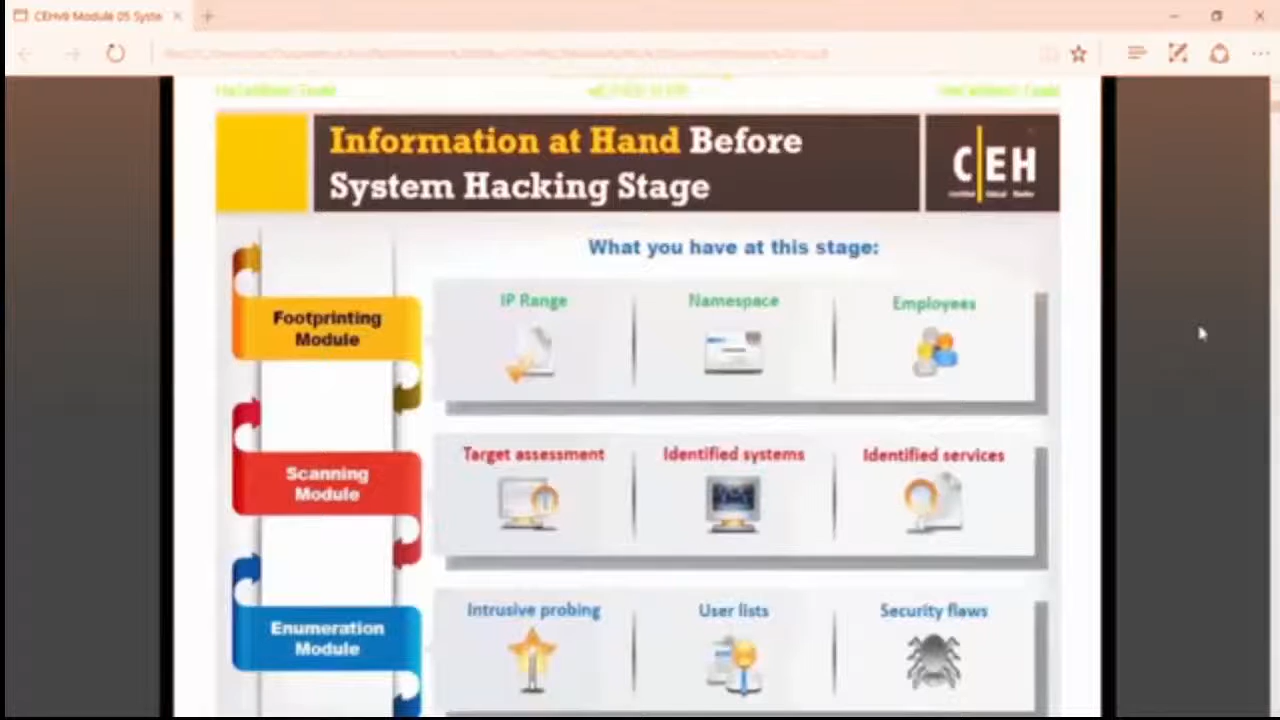 CEHv8 Module 05 Syste
Information at Hand Before
System Hacking Stage
C|EH
What you have at this stage:
Footprinting
Module
IP Range
Namespace
Employees
Scanning
Module
Target assessment
Identified systems
Identified services
Enumeration
Module
Intrusive probing
User lists
Security flaws